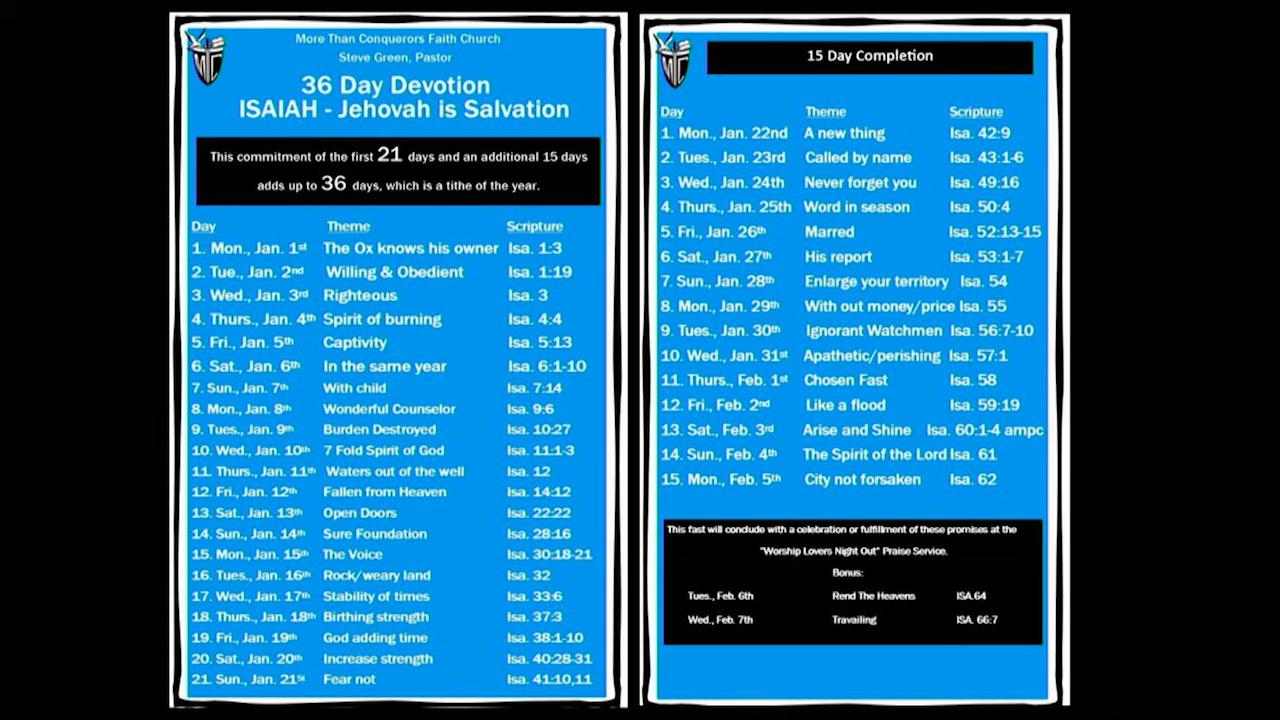 More Than Conquerors Faith Church
Steve Green, Pastor
36 Day Devotion
ISAIAH - Jehovah is Salvation
This commitment of the first 21 days and an additional 15 days
adds up to 36 days, which is a tithe of the year.
Day Theme Scripture
1. Mon., Jan. 1st The Ox knows his owner Isa. 1:3
2. Tue., Jan. 2nd Willing & Obedient Isa. 1:19
3. Wed., Jan. 3rd Righteous Isa. 3
4. Thurs., Jan. 4th Spirit of burning Isa. 4:4
5. Fri., Jan. 5th Captivity Isa. 5:13
6. Sat., Jan. 6th In the same year Isa. 6:1-10
7. Sun., Jan. 7th With child Isa. 7:14
8. Mon., Jan. 8th Wonderful Counselor Isa. 9:6
9. Tues., Jan. 9th Burden Destroyed Isa. 10:27
10. Wed., Jan. 10th 7 Fold Spirit of God Isa. 11:1-3
11. Thurs., Jan. 11th Waters out of the well Isa. 12
12. Fri., Jan. 12th Fallen from Heaven Isa. 14:12
13. Sat., Jan. 13th Open Doors Isa. 22:22
14. Sun., Jan. 14th Sure Foundation Isa. 28:16
15. Mon., Jan. 15th The Voice Isa. 30:18-21
16. Tues., Jan. 16th Rock/weary land Isa. 32
17. Wed., Jan. 17th Stability of times Isa. 33:6
18. Thurs., Jan. 18th Birthing strength Isa. 37:3
19. Fri., Jan. 19th God adding time Isa. 38:1-10
20. Sat., Jan. 20th Increase strength Isa. 40:28-31
21. Sun., Jan. 21St Fear not Isa. 41:10,11
15 Day Completion
Day Theme Scripture
1. Mon., Jan. 22nd A new thing Isa. 42:9
2. Tues., Jan. 23rd Called by name Isa. 43:1-6
3. Wed., Jan. 24th Never forget you Isa. 49:16
4. Thurs., Jan. 25th Word in season Isa. 50:4
5. Fri., Jan. 26th Marred Isa. 52:13-15
6. Sat., Jan. 27th His report Isa. 53:1-7
7. Sun., Jan. 28th Enlarge your territory Isa. 54
8. Mon., Jan. 29th With out money/price Isa. 55
9. Tues., Jan. 30th Ignorant Watchmen Isa. 56:7-10
10. Wed., Jan. 31st Apathetic/perishing Isa. 57:1
11. Thurs., Feb. 1st Chosen Fast Isa. 58
12. Fri., Feb. 2nd Like a flood Isa. 59:19
13. Sat., Feb. 3rd Arise and Shine Isa. 60:1-4 ampc
14. Sun., Feb. 4th The Spirit of the Lord Isa. 61
15. Mon., Feb. 5th City not forsaken Isa. 62
This fast will conclude with a celebration or fulfillment of these promises at the
"Worship Lovers Night Out" Praise Service.
Bonus:
Tues., Feb. 6th Rend The Heavens ISA.64
Wed., Feb. 7th Travailing ISA. 66:7